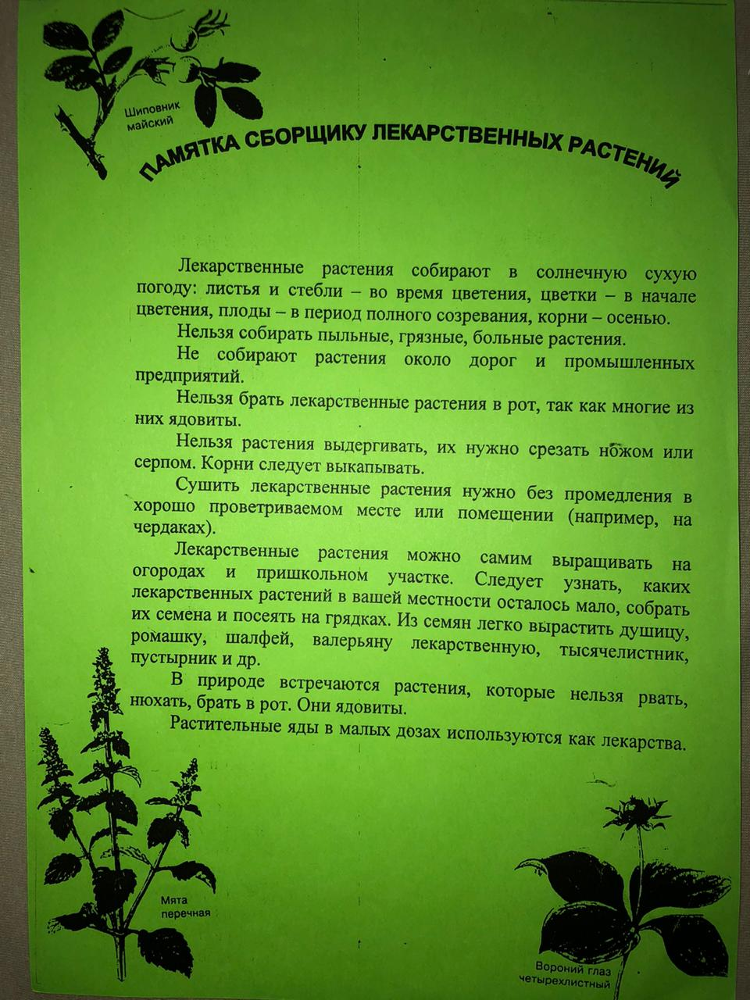 Шиповник
майский
ПАМЯТКА СБОРЩИКУ ЛЕКАРСТВЕННЫХ РАСТЕНИЙ
Лекарственные растения собирают в солнечную сухую
погоду: листья и стебли – во время цветения, цветки – в начале
цветения, плоды – в период полного созревания, корни – осенью.
Нельзя собирать пыльные, грязные, больные растения.
Не собирают растения около дорог и промышленных
предприятий.
Нельзя брать лекарственные растения в рот, так как многие из
них ядовиты.
Нельзя растения выдергивать, их нужно срезать ножом или
серпом. Корни следует выкапывать.
Сушить лекарственные растения нужно без промедления в
хорошо проветриваемом месте или помещении (например, на
чердаках).
Лекарственные растения можно самим выращивать на
огородах и пришкольном участке. Следует узнать, каких
лекарственных растений в вашей местности осталось мало, собрать
их семена и посеять на грядках. Из семян легко вырастить душицу,
ромашку, шалфей, валерьяну лекарственную, тысячелистник,
пустырник и др.
В природе встречаются растения, которые нельзя рвать,
нюхать, брать в рот. Они ядовиты.
Растительные яды в малых дозах используются как лекарства.
Мята
перечная
Вороний глаз
четырехлистный